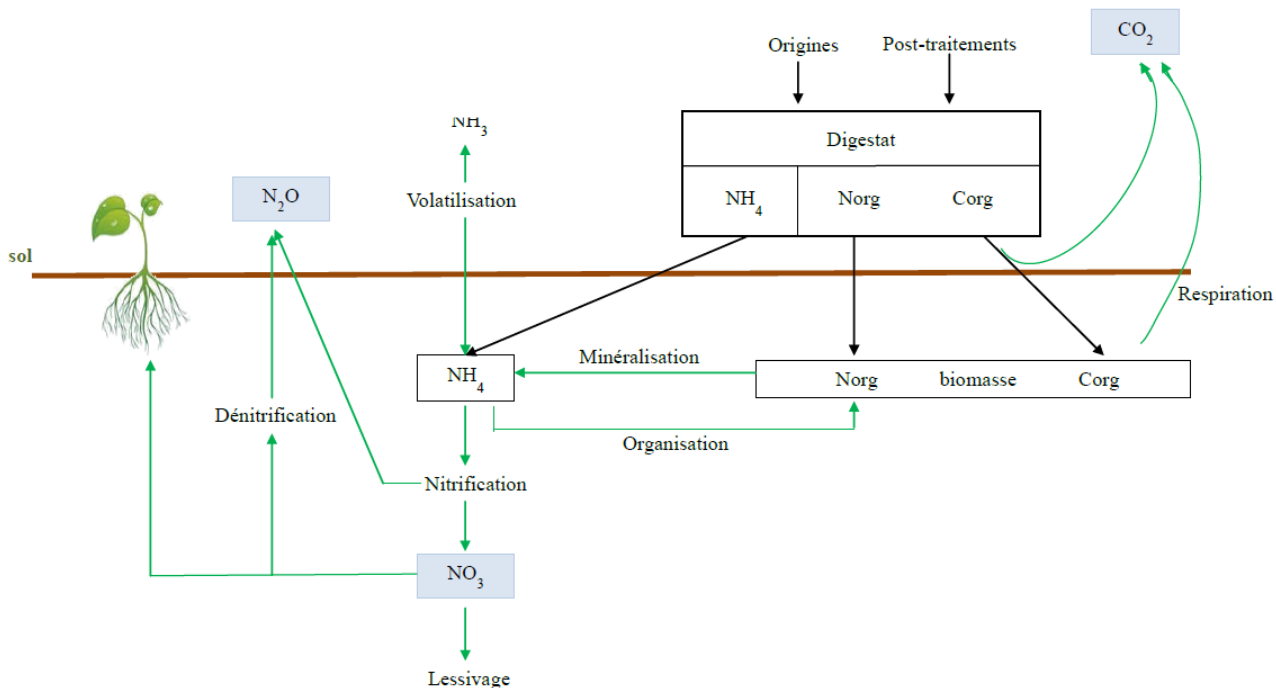 Origines
Post-traitements
CO2
Digestat
NH3
Volatilisation
N2O
NH4
Norg
Corg
sol
Respiration
Minéralisation
NH4
Norg
biomasse
Corg
Dénitrification
Organisation
Nitrification
NO3
Lessivage